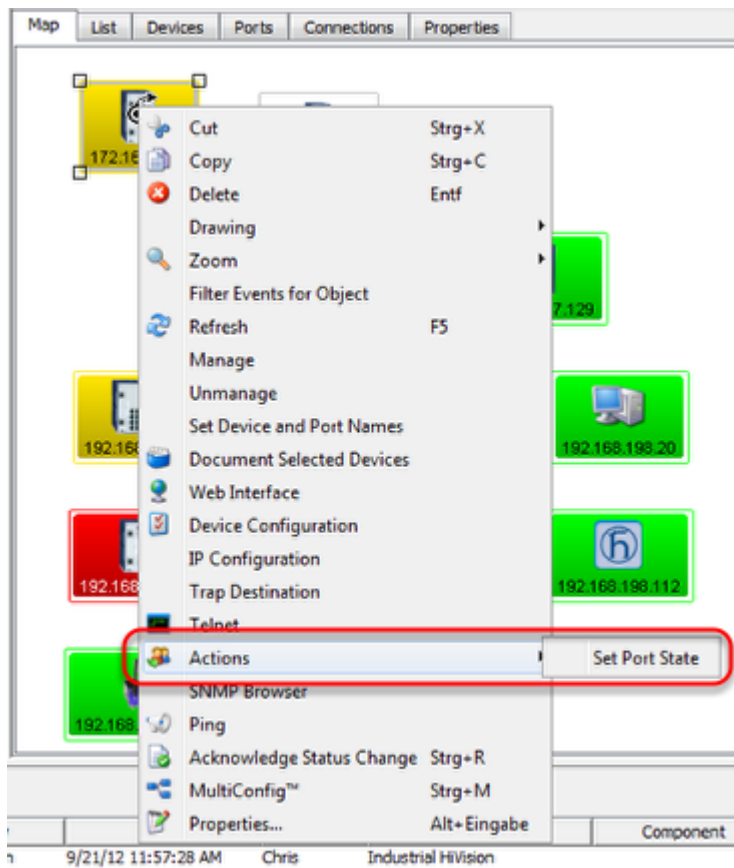 Map List Devices Ports Connections Properties
172.16
Cut Strg+X
Copy Strg+C
Delete Entf
Drawing
Zoom
Filter Events for Object
7.129
Refresh F5
Manage
Unmanage
Set Device and Port Names
192.168 192.168.198.20
Document Selected Devices
Web Interface
Device Configuration
IP Configuration
192.168 192.168.198.112
Trap Destination
Telnet
Actions Set Port State
SNMP Browser
192.168. Ping
Acknowledge Status Change Strg+R
MultiConfig™ Strg+M
Properties... Alt+Eingabe
Component
9/21/12 11:57:28 AM Chris Industrial HiVision